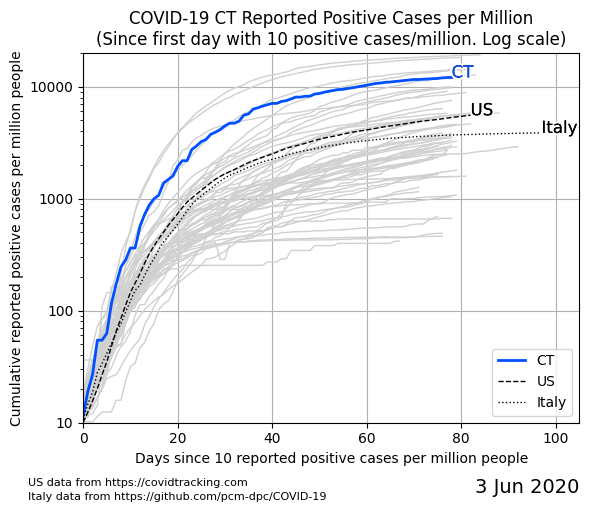 COVID-19 CT Reported Positive Cases per Million
(Since first day with 10 positive cases/million. Log scale)
Cumulative reported positive cases per million people
10000
1000
100
10
CT
US
Italy
CT
US
Italy
0
20
40
60
80
100
Days since 10 reported positive cases per million people
US data from https://covidtracking.com
Italy data from https://github.com/pcm-dpc/COVID-19
3 Jun 2020